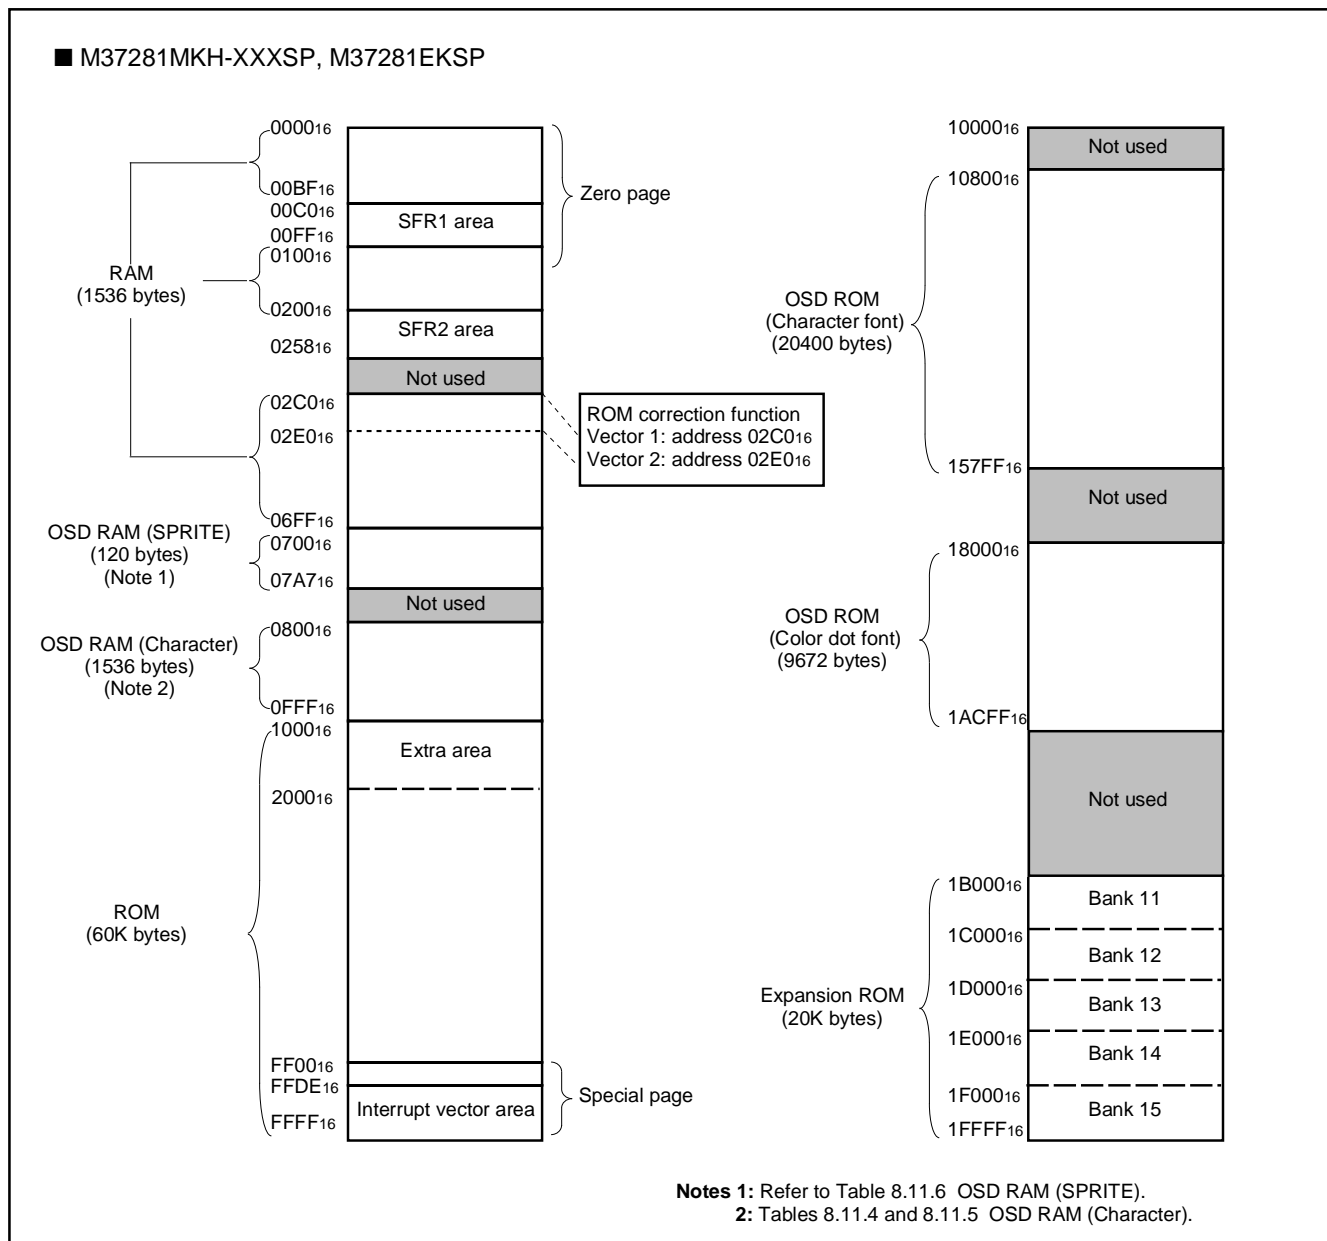 ■ M37281MKH-XXXSP, M37281EKSP
000016
00BF16
00C016
00FF16
010016
020016
025816
02C016
02E016
06FF16
070016
07A716
080016
0FFF16
100016
200016
FF0016
FFDE16
FFFF16
RAM
(1536 bytes)
OSD RAM (SPRITE)
(120 bytes)
(Note 1)
OSD RAM (Character)
(1536 bytes)
(Note 2)
ROM
(60K bytes)
SFR1 area
SFR2 area
Not used
Not used
Extra area
Interrupt vector area
Zero page
ROM correction function
Vector 1: address 02C016
Vector 2: address 02E016
Special page
1000016
1080016
157FF16
1800016
1ACFF16
1B00016
1C00016
1D00016
1E00016
1F00016
1FFFF16
OSD ROM
(Character font)
(20400 bytes)
OSD ROM
(Color dot font)
(9672 bytes)
Expansion ROM
(20K bytes)
Not used
Not used
Not used
Bank 11
Bank 12
Bank 13
Bank 14
Bank 15
Notes 1: Refer to Table 8.11.6 OSD RAM (SPRITE).
2: Tables 8.11.4 and 8.11.5 OSD RAM (Character).